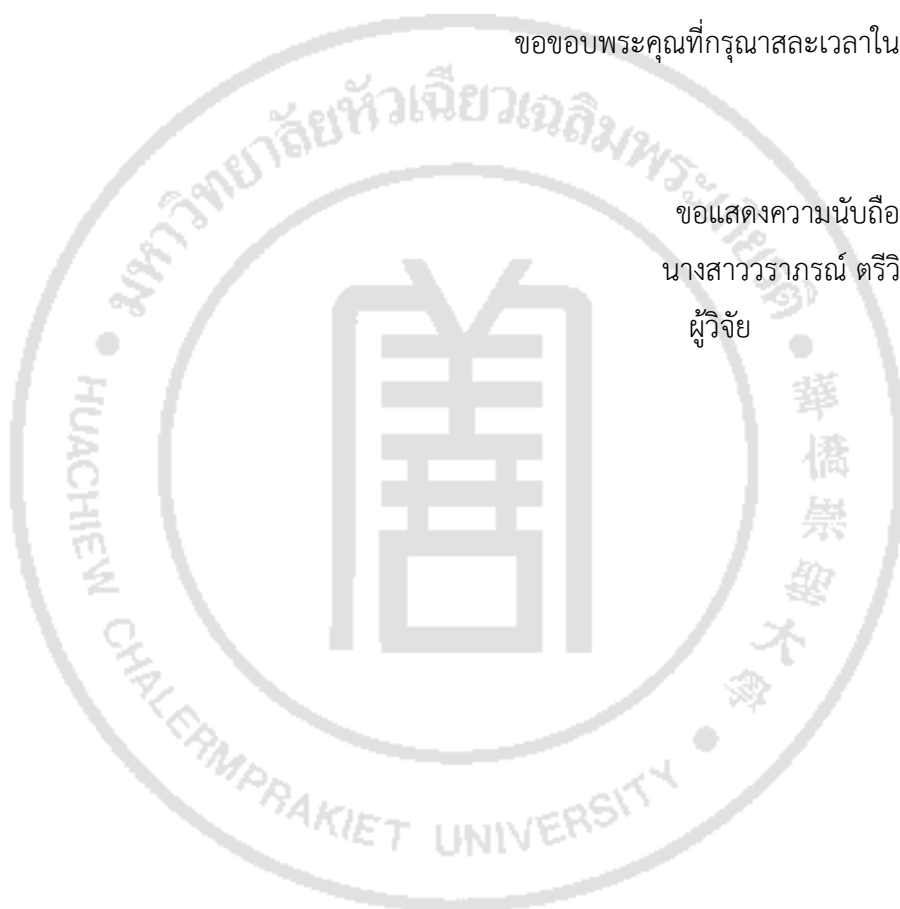 ขอขอบพระคุณที่กรุณาสละเวลาใน
ขอแสดงความนับถือ
นางสาววราภรณ์ ตรีวิ
ผู้วิจัย
มหาวิทยาลัยหัวเฉียวเฉลิมพระเกียรติ
HUACHIEW CHALERMPRAKIET UNIVERSITY
華僑崇聖大學